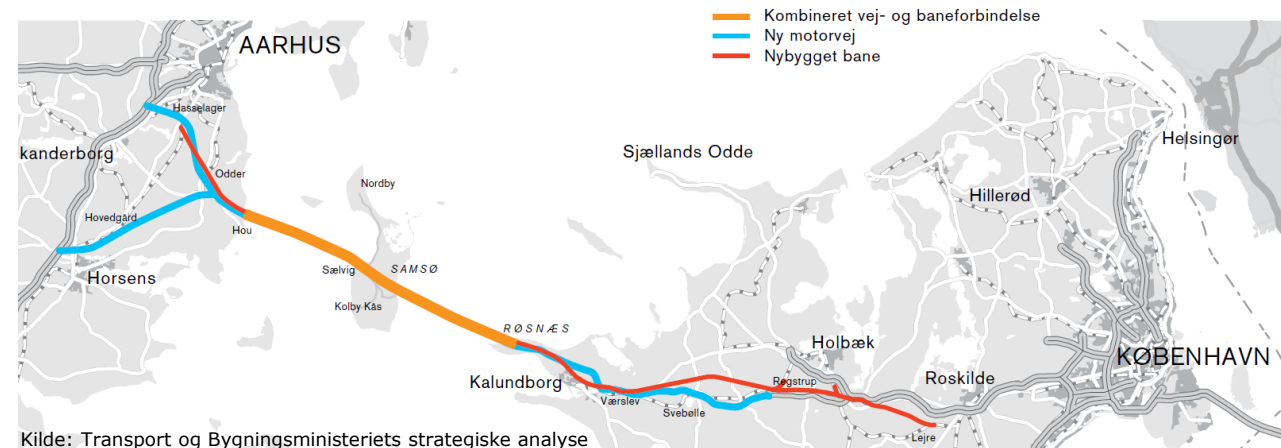 Kombineret vej- og baneforbindelse
Ny motorvej
Nybygget bane
AARHUS
Hasselager
kanderborg
Odder
Hovedgård
Hou
Horsens
Nordby
Sælvig
SAMSØ
Kolby Kås
RØSNÆS
Sjællands Odde
Kalundborg
Værslev
Svebølle
Røgstrup
Holbæk
Roskilde
Lejre
Hillerød
Helsingør
KØBENHAVN
Kilde: Transport og Bygningsministeriets strategiske analyse